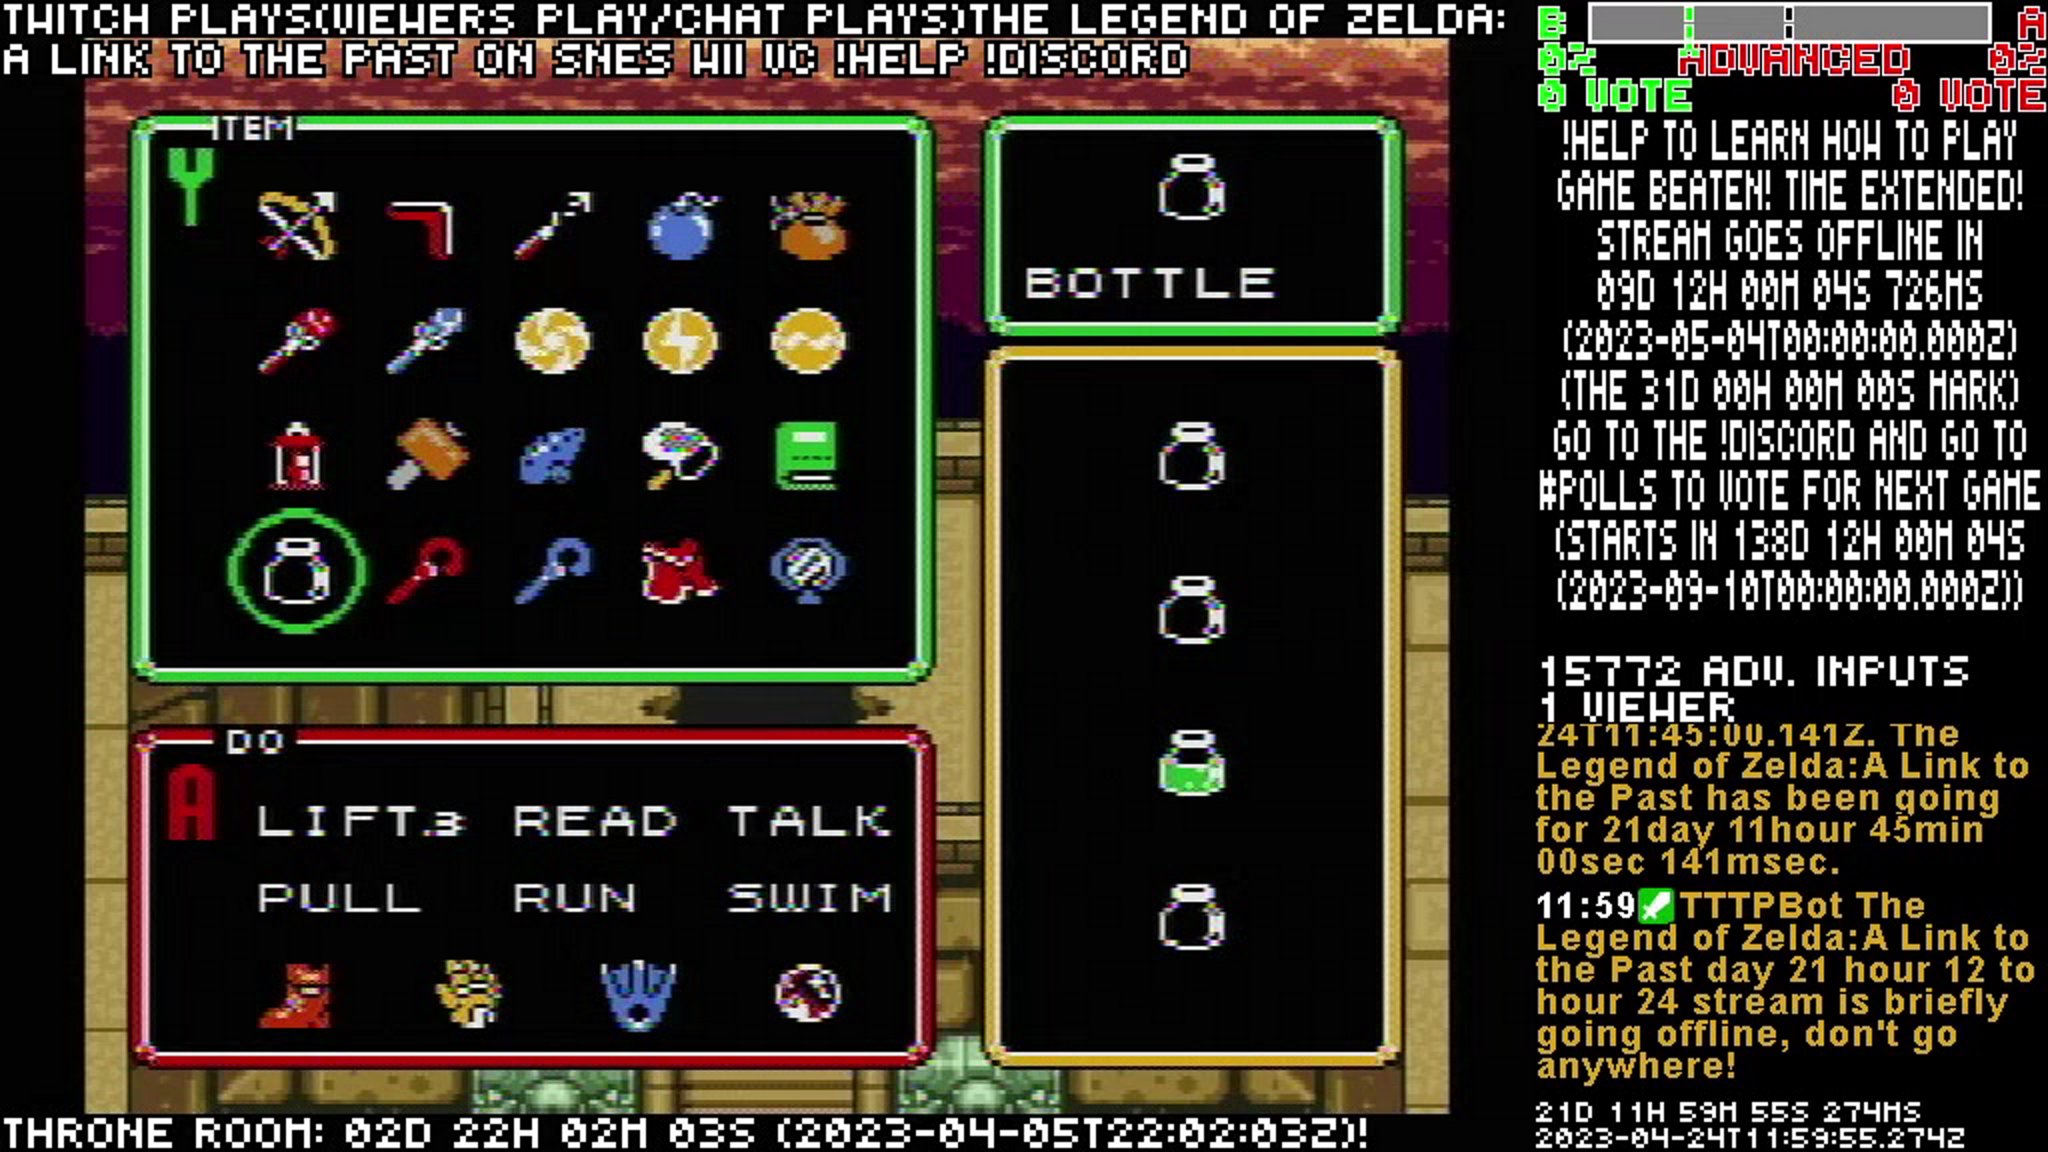 TWITCH PLAYS(VIEWERS PLAY/CHAT PLAYS)THE LEGEND OF ZELDA:
A LINK TO THE PAST ON SNES WII VC !HELP !DISCORD
ITEM
Y
BOTTLE
DO
A
LIFT.3 READ TALK
PULL RUN SWIM
THRONE ROOM: 02D 22H 02M 03S (2023-04-05T22:02:03Z)!
B A
0% ADVANCED 0%
0 VOTE 0 VOTE
!HELP TO LEARN HOW TO PLAY
GAME BEATEN! TIME EXTENDED!
STREAM GOES OFFLINE IN
09D 12H 00M 04S 726MS
(2023-05-04T00:00:00.000Z)
(THE 31D 00H 00M 00S MARK)
GO TO THE !DISCORD AND GO TO
#POLLS TO VOTE FOR NEXT GAME
(STARTS IN 138D 12H 00M 04S
(2023-09-10T00:00:00.000Z))
15772 ADV. INPUTS
1 VIEWER
24T11:45:00.141Z. The
Legend of Zelda:A Link to
the Past has been going
for 21day 11hour 45min
00sec 141msec.
11:59 TTTPBot The
Legend of Zelda:A Link to
the Past day 21 hour 12 to
hour 24 stream is briefly
going offline, don't go
anywhere!
21D 11H 59M 55S 274MS
2023-04-24T11:59:55.274Z